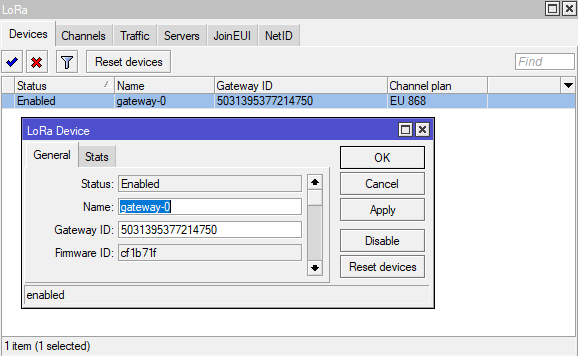 LoRa
Devices Channels Traffic Servers JoinEUI NetID
Reset devices Find
Status Name Gateway ID Channel plan
Enabled gateway-0 5031395377214750 EU 868
LoRa Device
General Stats
OK
Status: Enabled
Cancel
Name: gateway-0
Apply
Gateway ID: 5031395377214750
Disable
Firmware ID: cf1b71f
Reset devices
enabled
1 item (1 selected)